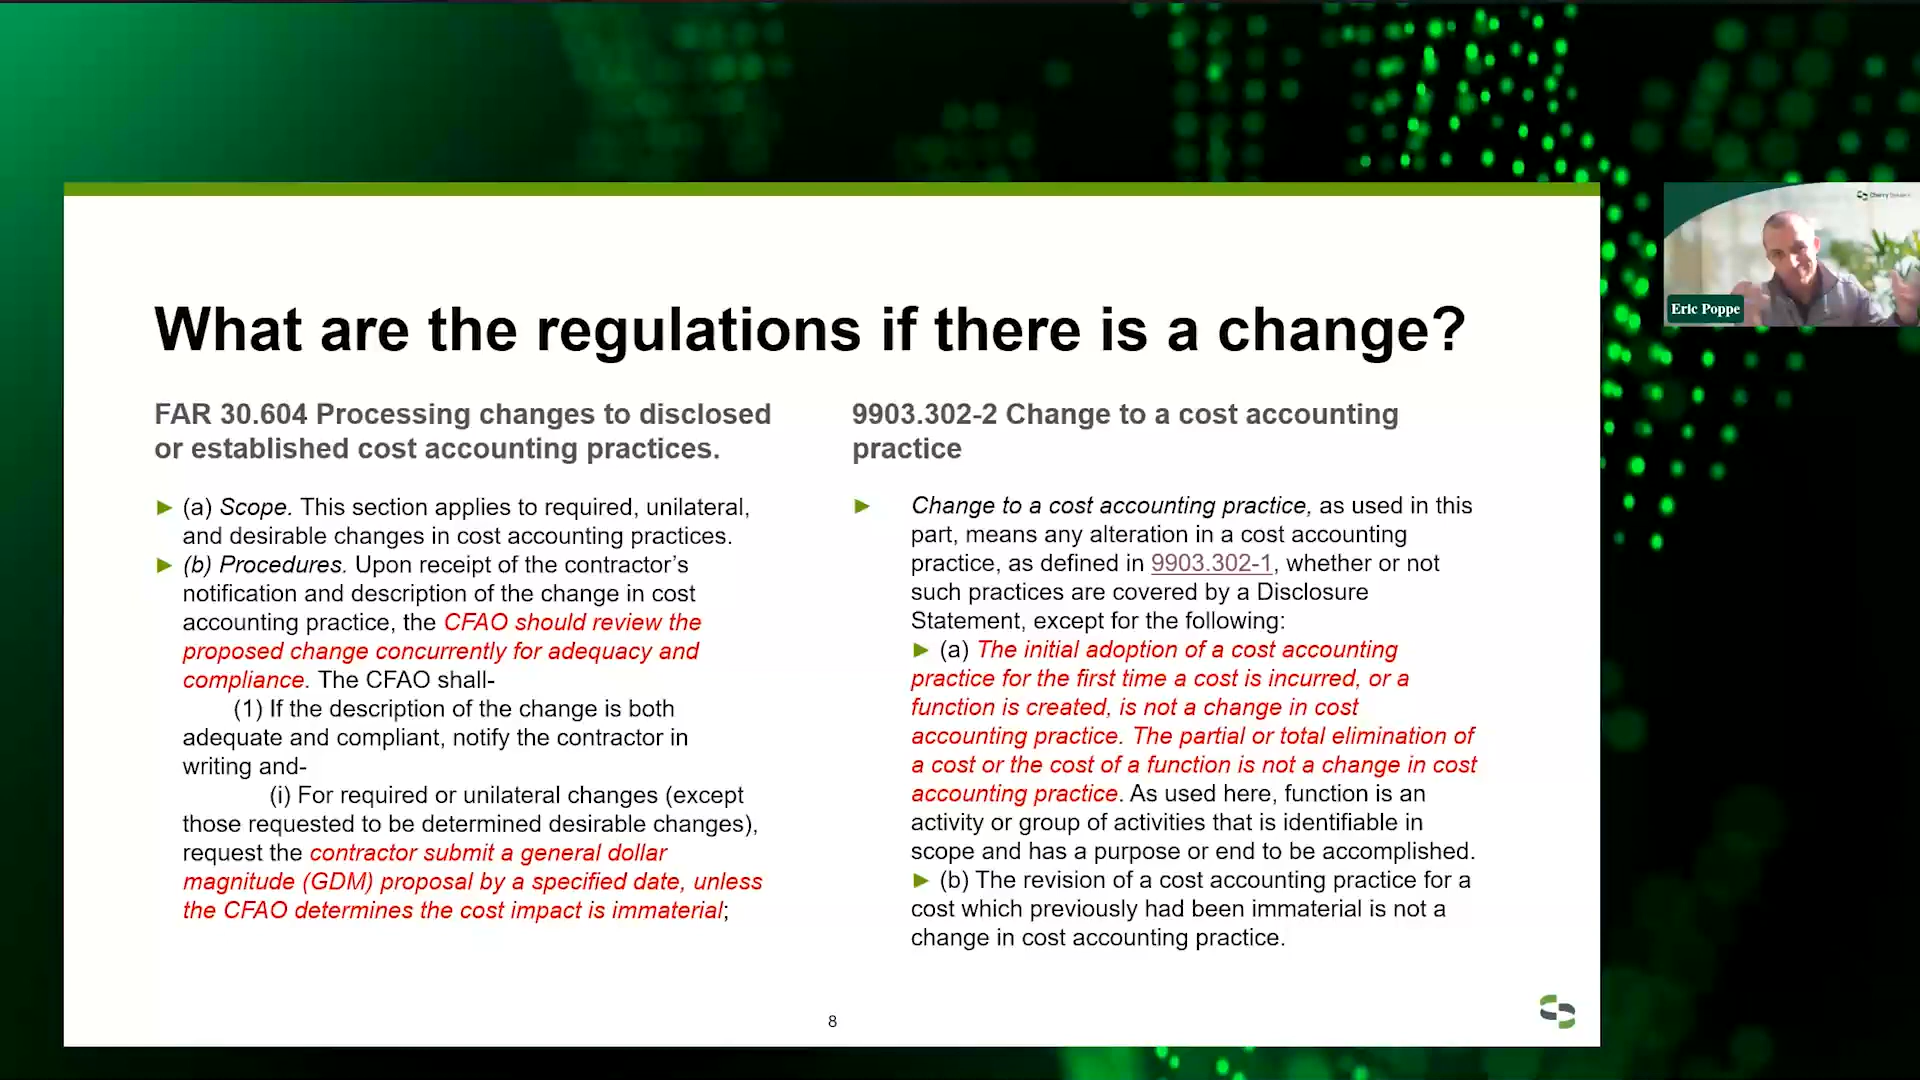 What are the regulations if there is a change?
FAR 30.604 Processing changes to disclosed
or established cost accounting practices.
► (a) Scope. This section applies to required, unilateral,
and desirable changes in cost accounting practices.
► (b) Procedures. Upon receipt of the contractor’s
notification and description of the change in cost
accounting practice, the CFAO should review the
proposed change concurrently for adequacy and
compliance. The CFAO shall-
(1) If the description of the change is both
adequate and compliant, notify the contractor in
writing and-
(i) For required or unilateral changes (except
those requested to be determined desirable changes),
request the contractor submit a general dollar
magnitude (GDM) proposal by a specified date, unless
the CFAO determines the cost impact is immaterial;
9903.302-2 Change to a cost accounting
practice
► Change to a cost accounting practice, as used in this
part, means any alteration in a cost accounting
practice, as defined in 9903.302-1, whether or not
such practices are covered by a Disclosure
Statement, except for the following:
► (a) The initial adoption of a cost accounting
practice for the first time a cost is incurred, or a
function is created, is not a change in cost
accounting practice. The partial or total elimination of
a cost or the cost of a function is not a change in cost
accounting practice. As used here, function is an
activity or group of activities that is identifiable in
scope and has a purpose or end to be accomplished.
► (b) The revision of a cost accounting practice for a
cost which previously had been immaterial is not a
change in cost accounting practice.
8
Cherry
Eric Poppe